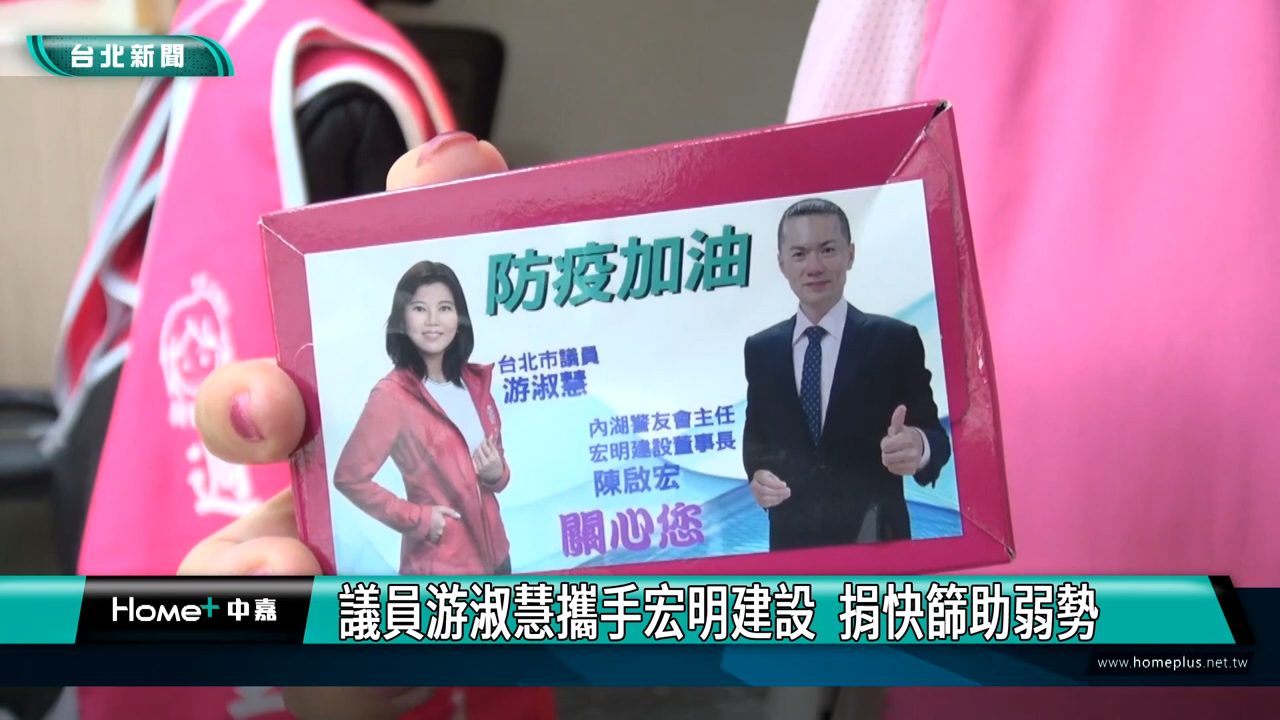 台北新聞
防疫加油
台北市議員
游淑慧
內湖警友會主任
宏明建設董事長
陳啟宏
關心您
Home+中嘉
議員游淑慧攜手宏明建設 捐快篩助弱勢
www.homeplus.net.tw